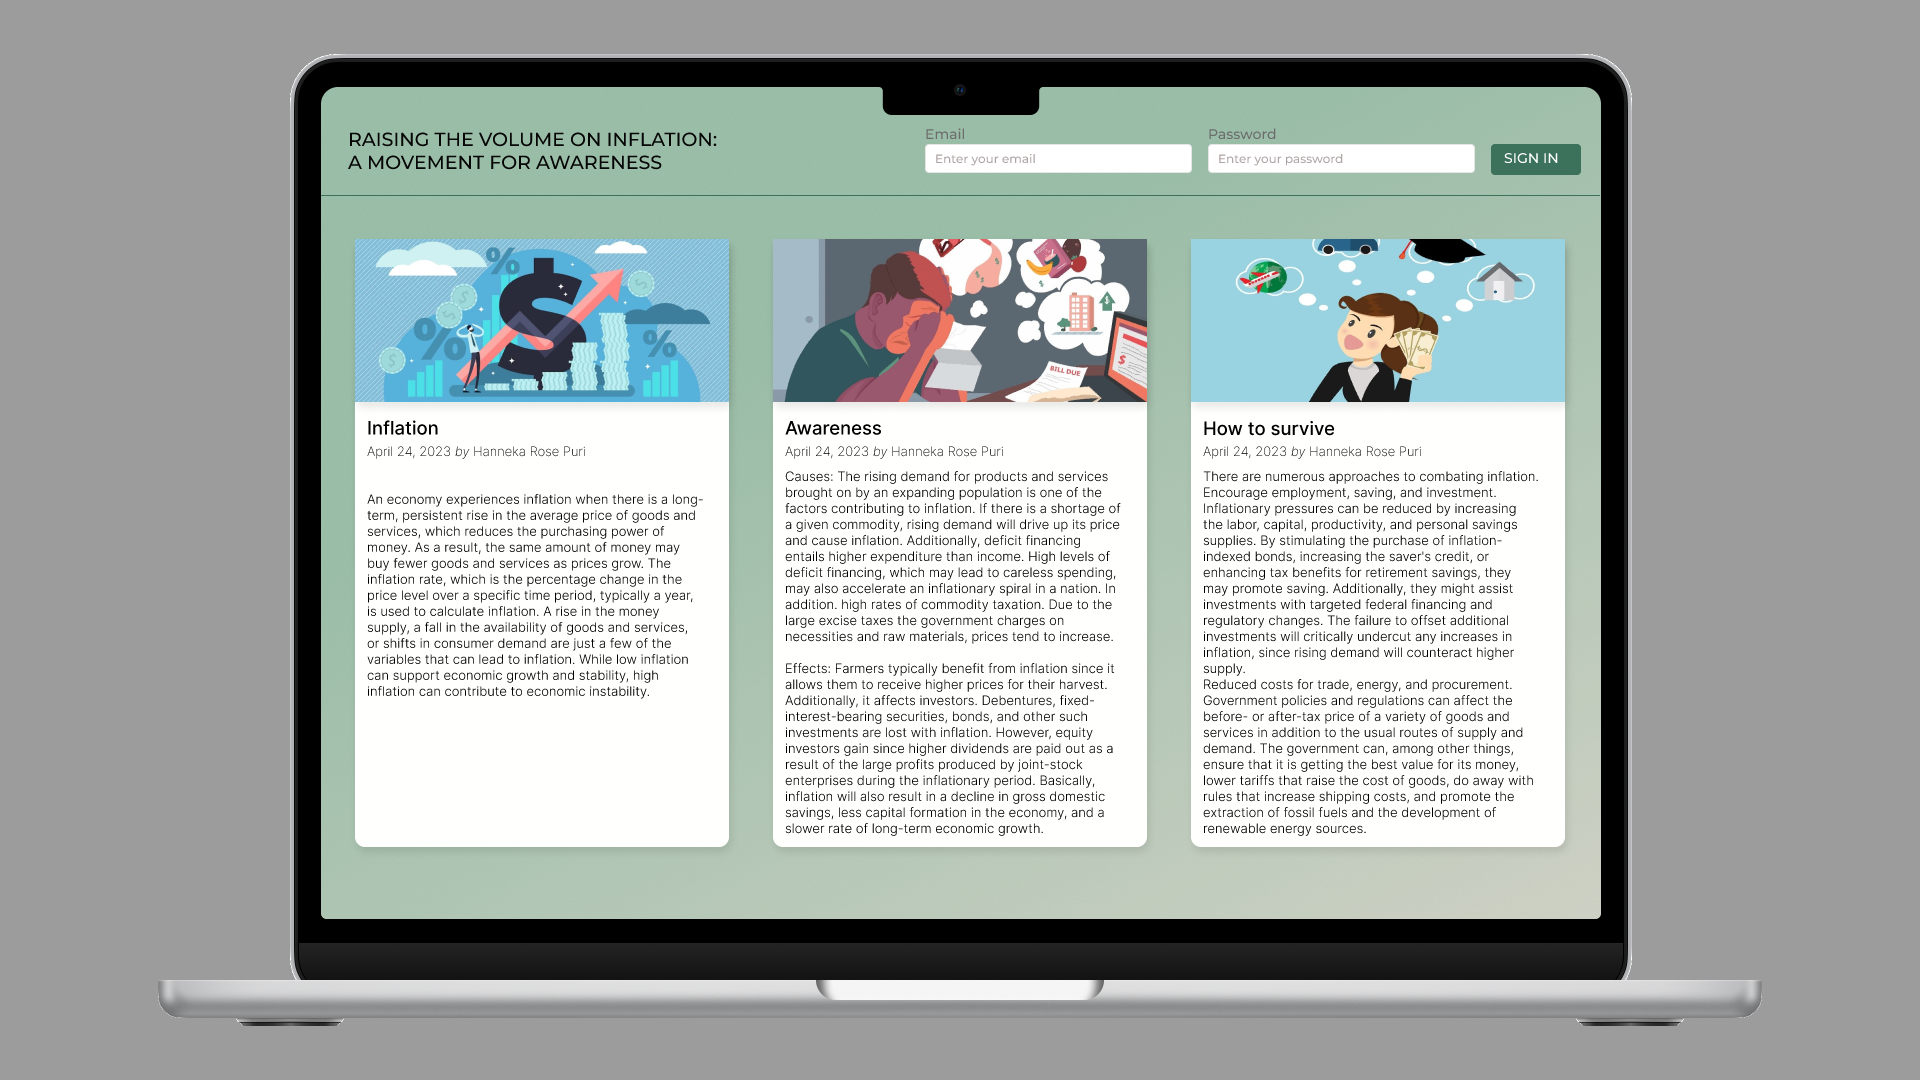 RAISING THE VOLUME ON INFLATION:
A MOVEMENT FOR AWARENESS
Email
Enter your email
Password
Enter your password
SIGN IN
%
%
%
$
$
$
$
$
BILL DUE
$
$
Inflation
April 24, 2023 by Hanneka Rose Puri
An economy experiences inflation when there is a long-
term, persistent rise in the average price of goods and
services, which reduces the purchasing power of
money. As a result, the same amount of money may
buy fewer goods and services as prices grow. The
inflation rate, which is the percentage change in the
price level over a specific time period, typically a year,
is used to calculate inflation. A rise in the money
supply, a fall in the availability of goods and services,
or shifts in consumer demand are just a few of the
variables that can lead to inflation. While low inflation
can support economic growth and stability, high
inflation can contribute to economic instability.
Awareness
April 24, 2023 by Hanneka Rose Puri
Causes: The rising demand for products and services
brought on by an expanding population is one of the
factors contributing to inflation. If there is a shortage of
a given commodity, rising demand will drive up its price
and cause inflation. Additionally, deficit financing
entails higher expenditure than income. High levels of
deficit financing, which may lead to careless spending,
may also accelerate an inflationary spiral in a nation. In
addition. high rates of commodity taxation. Due to the
large excise taxes the government charges on
necessities and raw materials, prices tend to increase.
Effects: Farmers typically benefit from inflation since it
allows them to receive higher prices for their harvest.
Additionally, it affects investors. Debentures, fixed-
interest-bearing securities, bonds, and other such
investments are lost with inflation. However, equity
investors gain since higher dividends are paid out as a
result of the large profits produced by joint-stock
enterprises during the inflationary period. Basically,
inflation will also result in a decline in gross domestic
savings, less capital formation in the economy, and a
slower rate of long-term economic growth.
How to survive
April 24, 2023 by Hanneka Rose Puri
There are numerous approaches to combating inflation.
Encourage employment, saving, and investment.
Inflationary pressures can be reduced by increasing
the labor, capital, productivity, and personal savings
supplies. By stimulating the purchase of inflation-
indexed bonds, increasing the saver's credit, or
enhancing tax benefits for retirement savings, they
may promote saving. Additionally, they might assist
investments with targeted federal financing and
regulatory changes. The failure to offset additional
investments will critically undercut any increases in
inflation, since rising demand will counteract higher
supply.
Reduced costs for trade, energy, and procurement.
Government policies and regulations can affect the
before- or after-tax price of a variety of goods and
services in addition to the usual routes of supply and
demand. The government can, among other things,
ensure that it is getting the best value for its money,
lower tariffs that raise the cost of goods, do away with
rules that increase shipping costs, and promote the
extraction of fossil fuels and the development of
renewable energy sources.